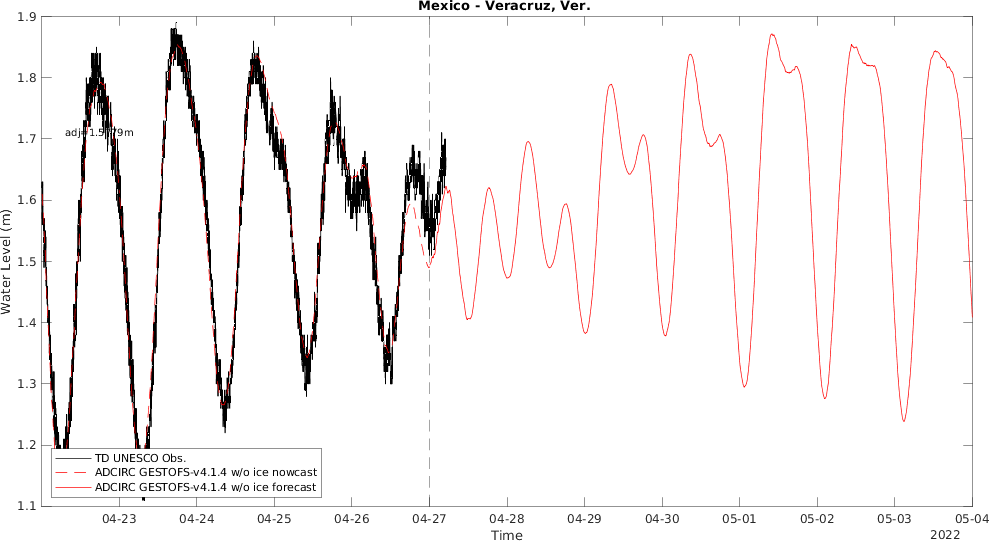 Mexico - Veracruz, Ver.
1.9
1.8
1.7
1.6
1.5
1.4
1.3
1.2
1.1
Water Level (m)
TD UNESCO Obs.
ADCIRC GESTOFS-v4.1.4 w/o ice nowcast
ADCIRC GESTOFS-v4.1.4 w/o ice forecast
04-23 04-24 04-25 04-26 04-27 04-28 04-29 04-30 05-01 05-02 05-03 05-04
Time
2022